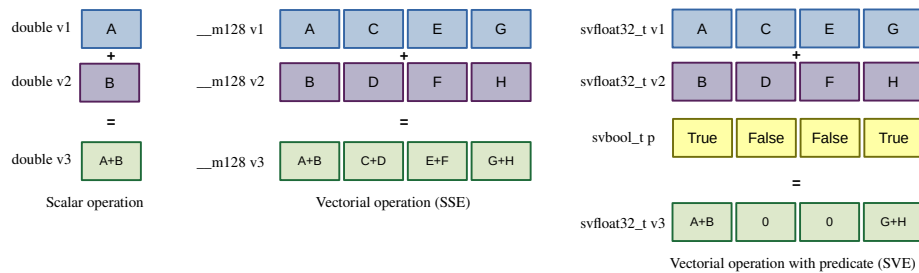 double v1 A
+
double v2 B
=
double v3 A+B
Scalar operation
__m128 v1 A C E G
+
__m128 v2 B D F H
=
__m128 v3 A+B C+D E+F G+H
Vectorial operation (SSE)
svfloat32_t v1 A C E G
+
svfloat32_t v2 B D F H
svbool_t p True False False True
=
svfloat32_t v3 A+B 0 0 G+H
Vectorial operation with predicate (SVE)